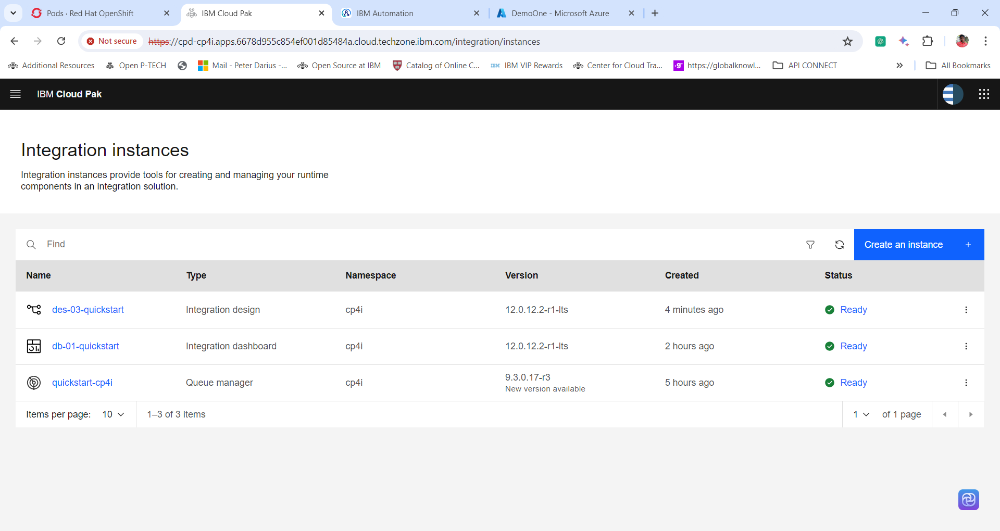 Pods · Red Hat OpenShift
IBM Cloud Pak
IBM Automation
DemoOne - Microsoft Azure
Not secure
https://cpd-cp4i.apps.6678d955c854ef001d85484a.cloud.techzone.ibm.com/integration/instances
Additional Resources
Open P-TECH
Mail - Peter Darius -...
Open Source at IBM
Catalog of Online C...
IBM
IBM VIP Rewards
Center for Cloud Tra...
.g'
https://globalknowl...
API CONNECT
All Bookmarks
IBM Cloud Pak
Integration instances
Integration instances provide tools for creating and managing your runtime
components in an integration solution.
Find
Create an instance +
Name Type Namespace Version Created Status
des-03-quickstart Integration design cp4i 12.0.12.2-r1-lts 4 minutes ago Ready
db-01-quickstart Integration dashboard cp4i 12.0.12.2-r1-lts 2 hours ago Ready
quickstart-cp4i Queue manager cp4i 9.3.0.17-r3 5 hours ago Ready
New version available
Items per page: 10 1–3 of 3 items 1 of 1 page